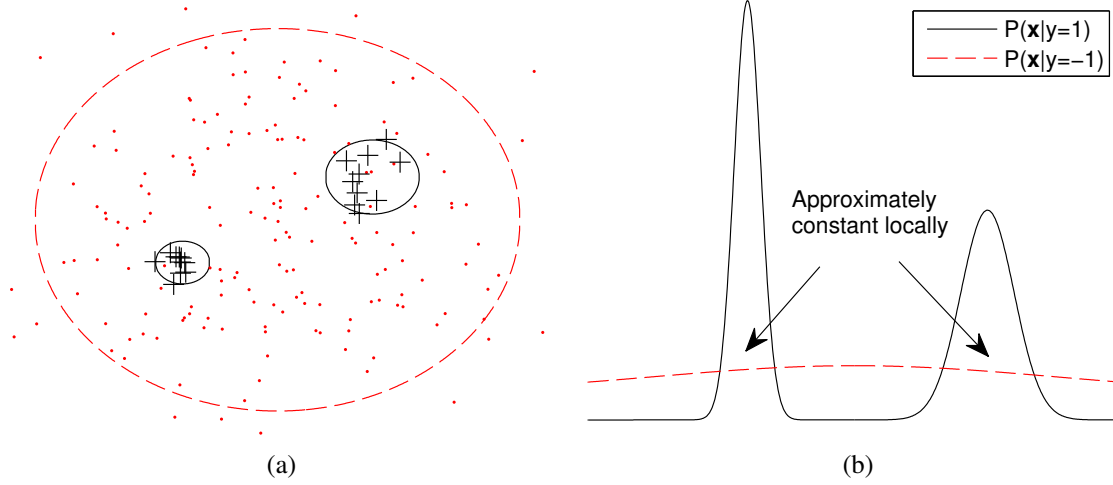 P(x|y=1)
P(x|y=−1)
Approximately
constant locally
(a)
(b)